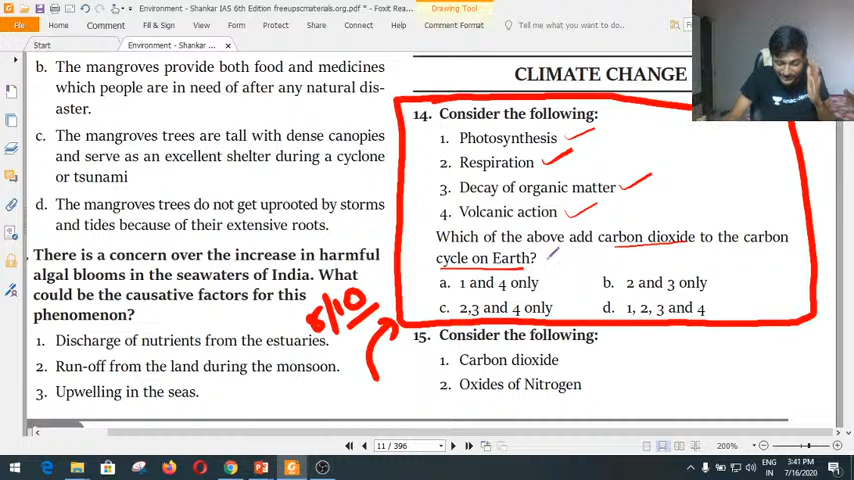 Environment - Shankar IAS 6th Edition freeupscmaterials.org.pdf * - Foxit Rea...
Drawing Tool
File
Home
Comment
Fill & Sign
Form
Protect
Share
Help
Comment Format
Tell me what you want to do...
Start
Environment - Shankar IAS 6th Ed...
b. The mangroves provide both food and medicines
which people are in need of after any natural dis-
aster.
c. The mangroves trees are tall with dense canopies
and serve as an excellent shelter during a cyclone
or tsunami
d. The mangroves trees do not get uprooted by storms
and tides because of their extensive roots.
There is a concern over the increase in harmful
algal blooms in the seawaters of India. What
could be the causative factors for this
phenomenon?
1. Discharge of nutrients from the estuaries.
2. Run-off from the land during the monsoon.
3. Upwelling in the seas.
CLIMATE CHANGE
unacademy
14. Consider the following:
1. Photosynthesis
2. Respiration
3. Decay of organic matter
4. Volcanic action
Which of the above add carbon dioxide to the carbon
cycle on Earth?
a. 1 and 4 only
b. 2 and 3 only
c. 2,3 and 4 only
d. 1, 2, 3 and 4
15. Consider the following:
1. Carbon dioxide
2. Oxides of Nitrogen
11 / 396
200%
ENG
IN
3:41 PM
7/16/2020